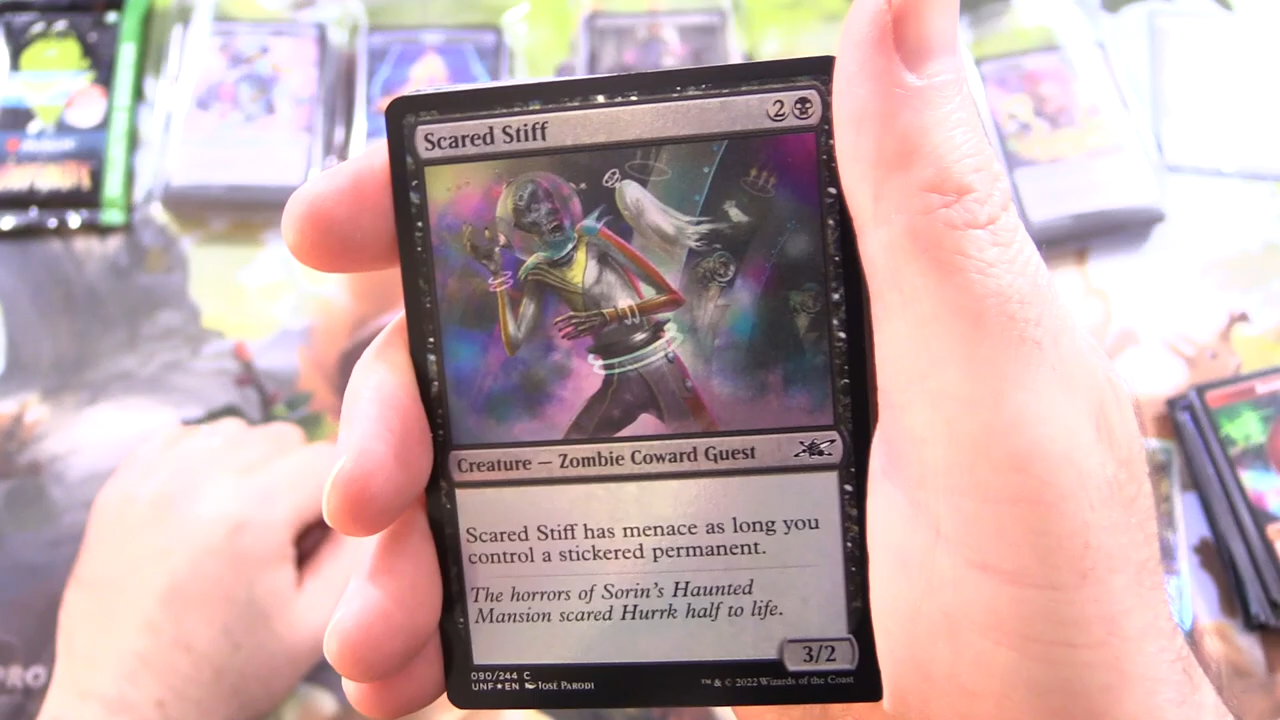 Scared Stiff 2
Creature — Zombie Coward Guest
Scared Stiff has menace as long you
control a stickered permanent.
The horrors of Sorin's Haunted
Mansion scared Hurrk half to life.
3/2
090/244 C
UNF★EN José Parodi
™ & © 2022 Wizards of the Coast
PRO